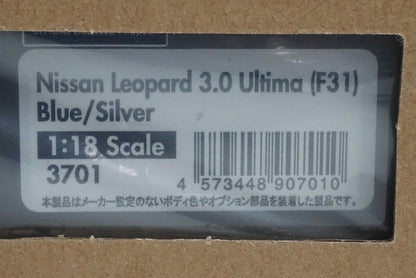 Nissan Leopard 3.0 Ultima (F31)
Blue/Silver
1:18 Scale
3701
4 573448 907010
本製品はメーカー設定のないボディ色やオプション部品を装着した製品です。